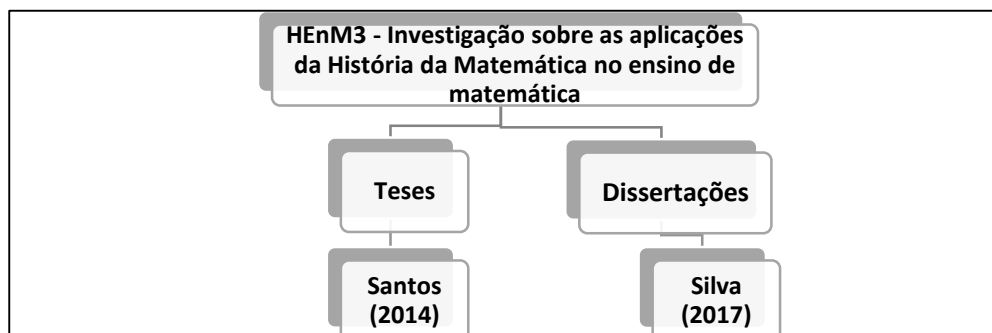 HEnM3 - Investigação sobre as aplicações
da História da Matemática no ensino de
matemática
Teses
Dissertações
Santos
(2014)
Silva
(2017)